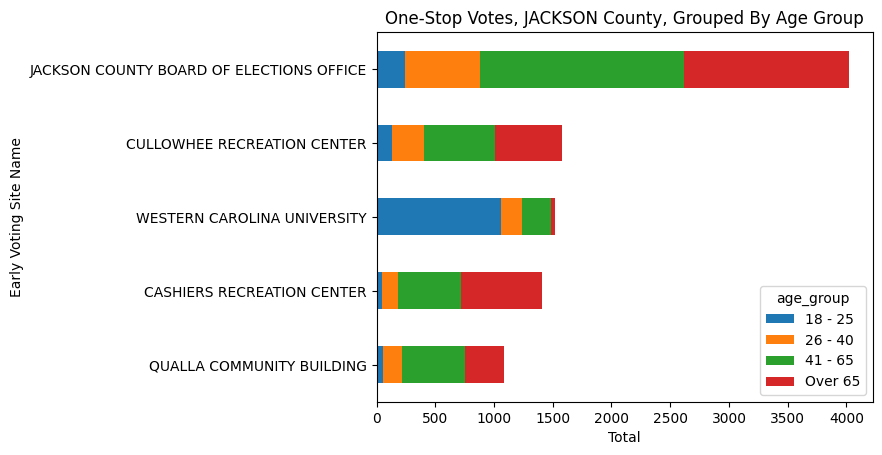 One-Stop Votes, JACKSON County, Grouped By Age Group
Early Voting Site Name
JACKSON COUNTY BOARD OF ELECTIONS OFFICE
CULLOWHEE RECREATION CENTER
WESTERN CAROLINA UNIVERSITY
CASHIERS RECREATION CENTER
QUALLA COMMUNITY BUILDING
age_group
18 - 25
26 - 40
41 - 65
Over 65
0 500 1000 1500 2000 2500 3000 3500 4000
Total